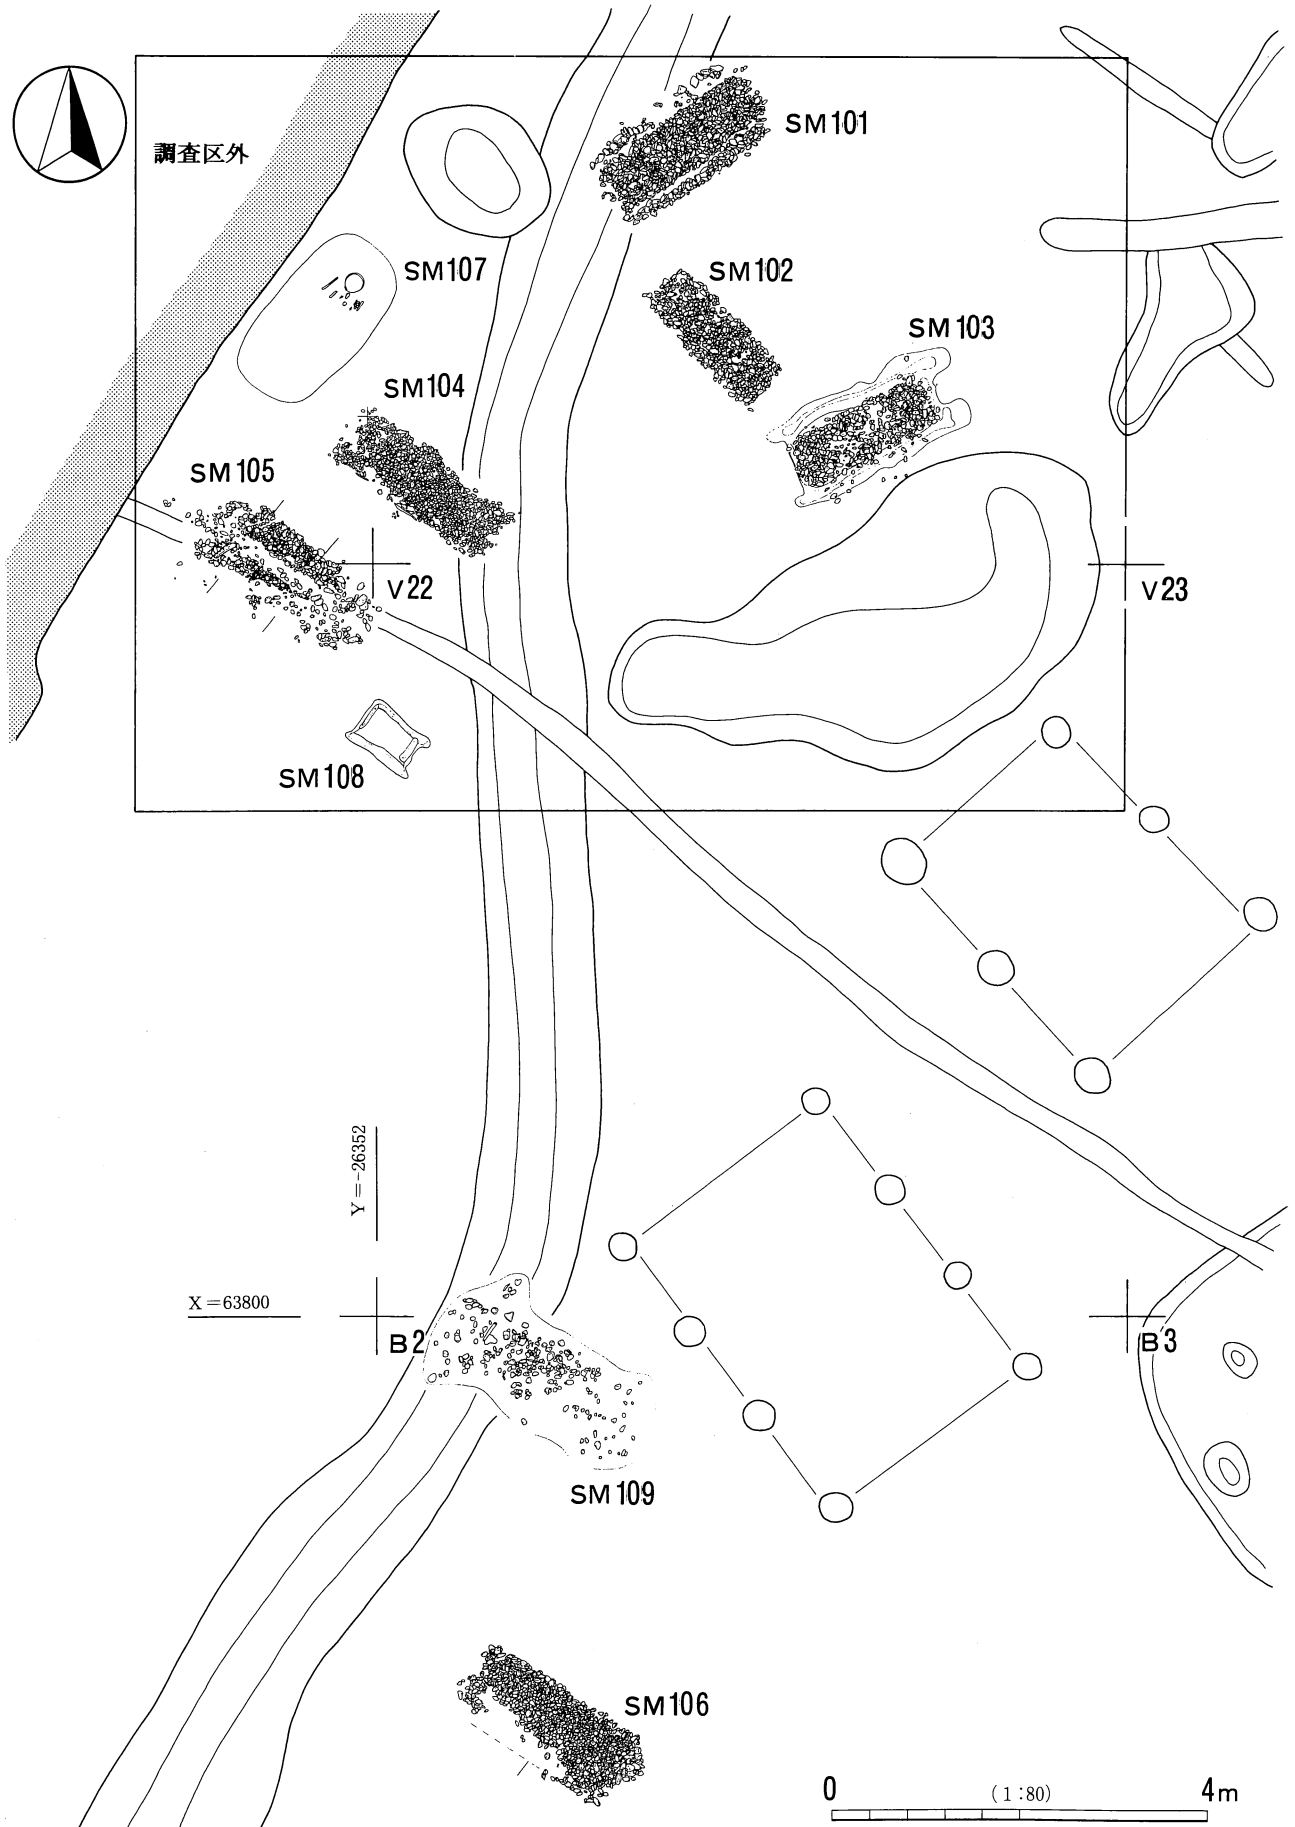 SM101
調査区外
SM107
SM102
SM103
SM104
SM105
V22
V23
SM108
Y=-26352
X=63800
B2
B3
SM109
SM106
0
(1:80)
4m